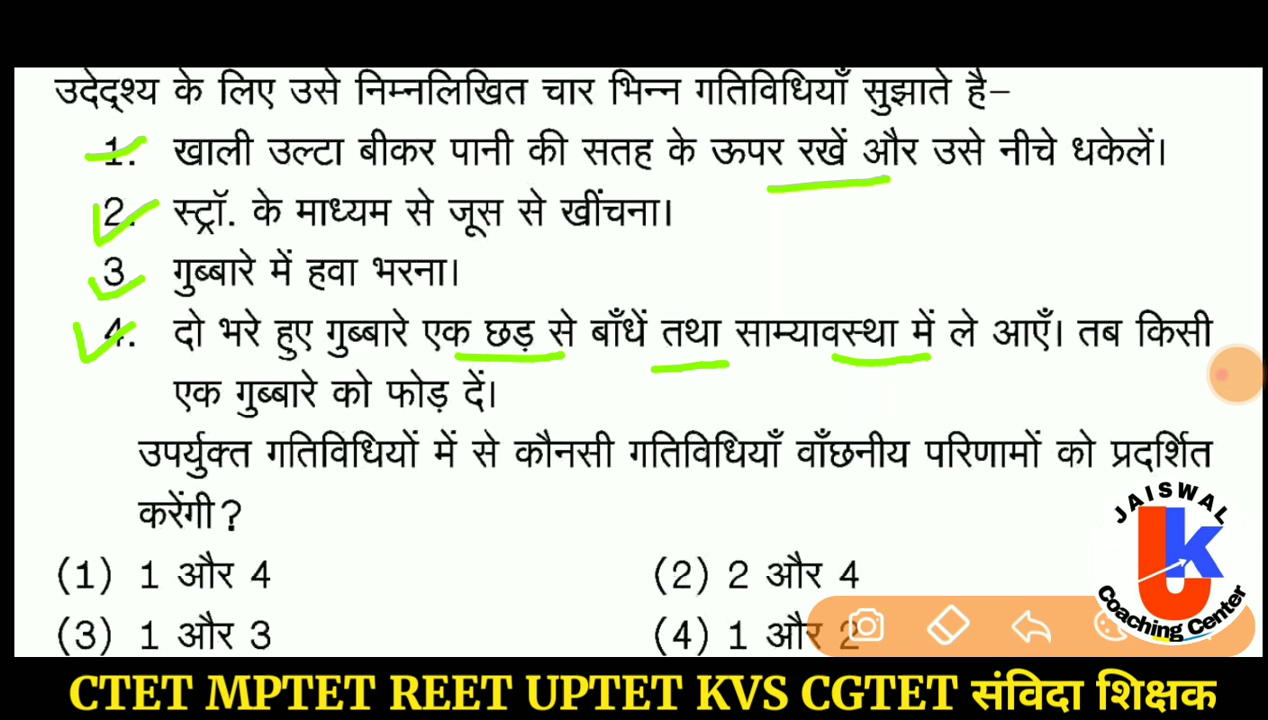 उदेद्श्य के लिए उसे निम्नलिखित चार भिन्न गतिविधियाँ सुझाते है–
1. खाली उल्टा बीकर पानी की सतह के ऊपर रखें और उसे नीचे धकेलें।
2. स्ट्रॉ. के माध्यम से जूस से खींचना।
3. गुब्बारे में हवा भरना।
4. दो भरे हुए गुब्बारे एक छड़ से बाँधें तथा साम्यावस्था में ले आएँ। तब किसी
एक गुब्बारे को फोड़ दें।
उपर्युक्त गतिविधियों में से कौनसी गतिविधियाँ वाँछनीय परिणामों को प्रदर्शित
करेंगी?
(1) 1 और 4
(2) 2 और 4
(3) 1 और 3
(4) 1 और 2
JAISWAL
UK
Coaching Center
CTET MPTET REET UPTET KVS CGTET संविदा शिक्षक